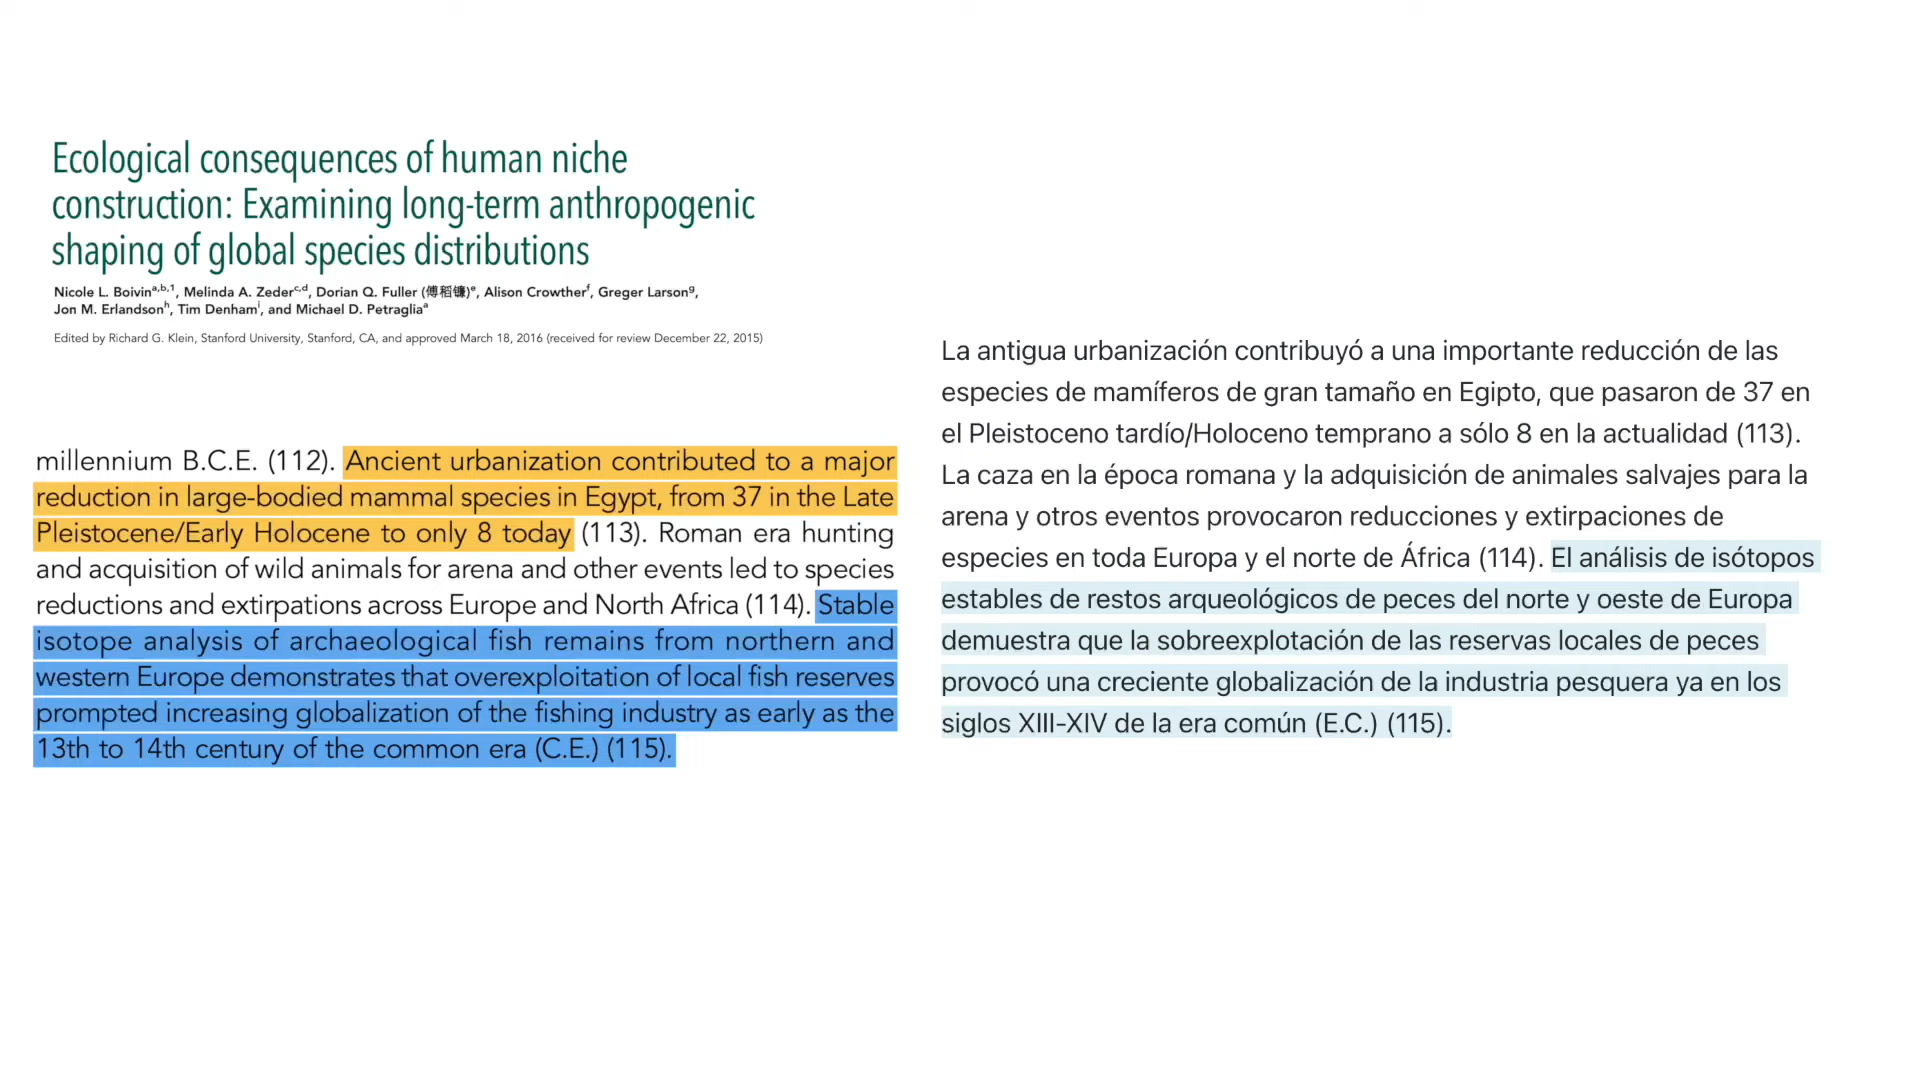 Ecological consequences of human niche
construction: Examining long-term anthropogenic
shaping of global species distributions
Nicole L. Boivinᵃ,ᵇ,¹, Melinda A. Zederᶜ,ᵈ, Dorian Q. Fuller (傅稻镰)ᵉ, Alison Crowtherᶠ, Greger Larsonᵍ,
Jon M. Erlandsonʰ, Tim Denhamⁱ, and Michael D. Petragliaᵃ
Edited by Richard G. Klein, Stanford University, Stanford, CA, and approved March 18, 2016 (received for review December 22, 2015)
millennium B.C.E. (112). Ancient urbanization contributed to a major
reduction in large-bodied mammal species in Egypt, from 37 in the Late
Pleistocene/Early Holocene to only 8 today (113). Roman era hunting
and acquisition of wild animals for arena and other events led to species
reductions and extirpations across Europe and North Africa (114). Stable
isotope analysis of archaeological fish remains from northern and
western Europe demonstrates that overexploitation of local fish reserves
prompted increasing globalization of the fishing industry as early as the
13th to 14th century of the common era (C.E.) (115).
La antigua urbanización contribuyó a una importante reducción de las
especies de mamíferos de gran tamaño en Egipto, que pasaron de 37 en
el Pleistoceno tardío/Holoceno temprano a sólo 8 en la actualidad (113).
La caza en la época romana y la adquisición de animales salvajes para la
arena y otros eventos provocaron reducciones y extirpaciones de
especies en toda Europa y el norte de África (114). El análisis de isótopos
estables de restos arqueológicos de peces del norte y oeste de Europa
demuestra que la sobreexplotación de las reservas locales de peces
provocó una creciente globalización de la industria pesquera ya en los
siglos XIII-XIV de la era común (E.C.) (115).